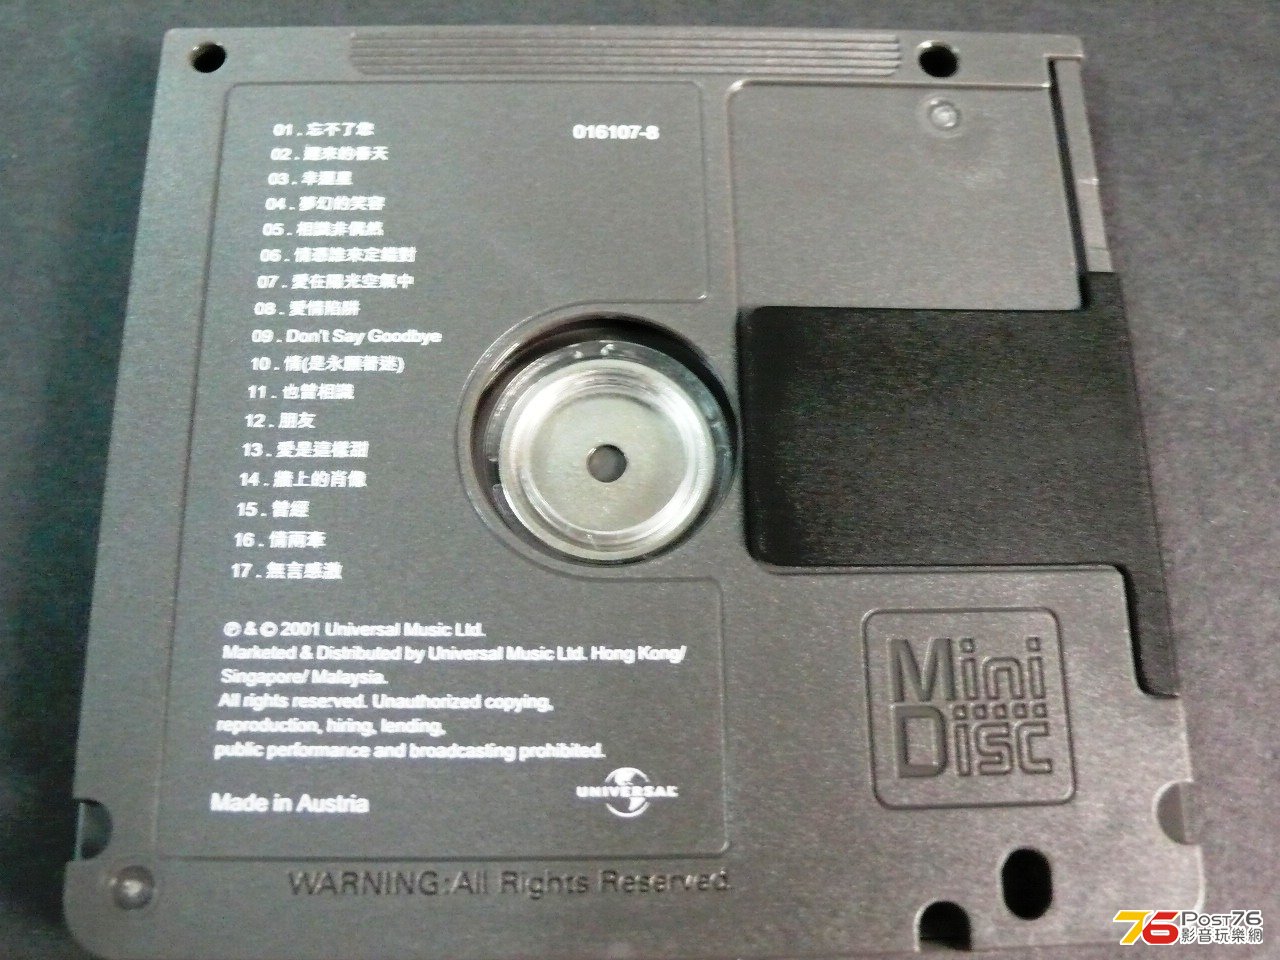 01 . 忘不了您
016107-8
02 . 遲來的春天
03 . 幸運星
04 . 夢幻的笑容
05 . 相識非偶然
06 . 情憑誰來定錯對
07 . 愛在陽光空氣中
08 . 愛情陷阱
09 . Don't Say Goodbye
10 . 情(是永願着迷)
11 . 也曾相識
12 . 朋友
13 . 愛是這樣甜
14 . 牆上的肖像
15 . 曾經
16 . 情兩牽
17 . 無言感激
℗ & © 2001 Universal Music Ltd.
Marketed & Distributed by Universal Music Ltd. Hong Kong/
Singapore/ Malaysia.
All rights reserved. Unauthorized copying,
reproduction, hiring, lending,
public performance and broadcasting prohibited.
UNIVERSAL
Made in Austria
WARNING:All Rights Reserved.
Mini
Disc
76 Post76
影音玩樂網